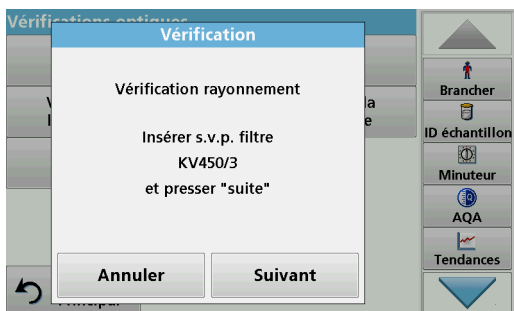 Vérifications optiques
Vérification
Vérification rayonnement
Insérer s.v.p. filtre
KV450/3
et presser "suite"
Annuler
Suivant
Principal
Brancher
ID échantillon
Minuteur
AQA
Tendances